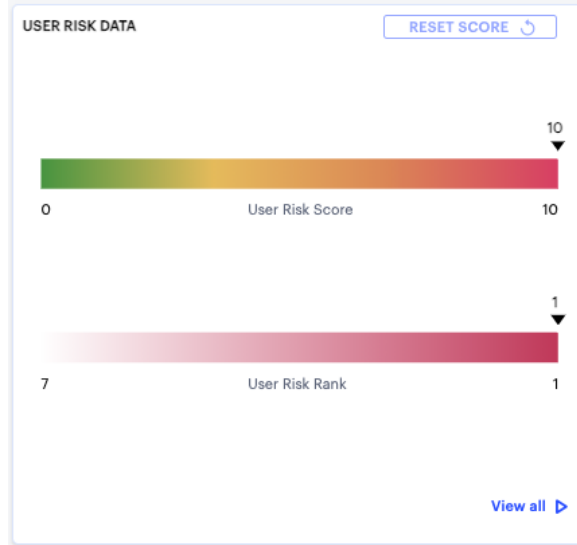 USER RISK DATA
RESET SCORE
10
0 User Risk Score 10
1
7 User Risk Rank 1
View all